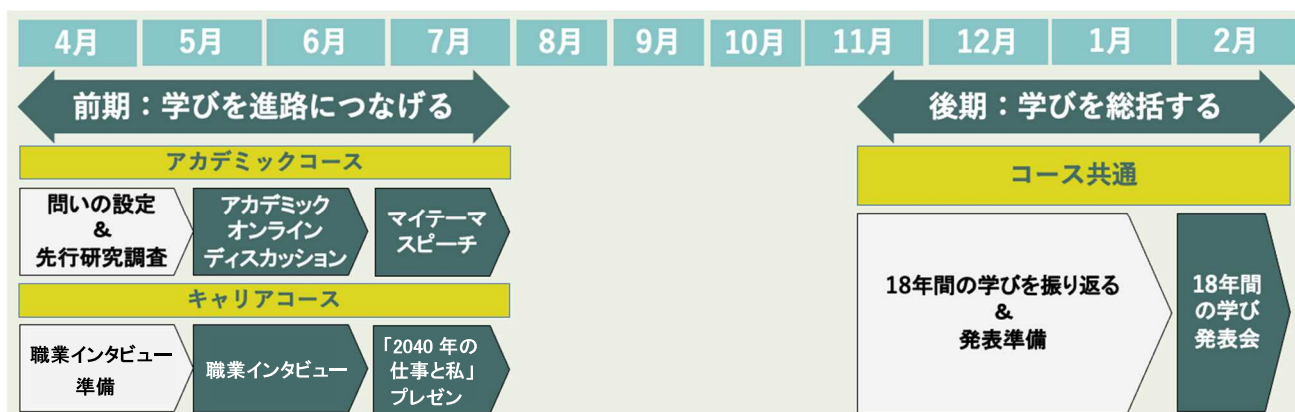 4月 5月 6月 7月 8月 9月 10月 11月 12月 1月 2月
前期：学びを進路につなげる
後期：学びを総括する
アカデミックコース
コース共通
問いの設定
&
先行研究調査
アカデミック
オンライン
ディスカッション
マイテーマ
スピーチ
キャリアコース
職業インタビュー
準備
職業インタビュー
「2040 年の
仕事と私」
プレゼン
18年間の学びを振り返る
&
発表準備
18年間
の学び
発表会